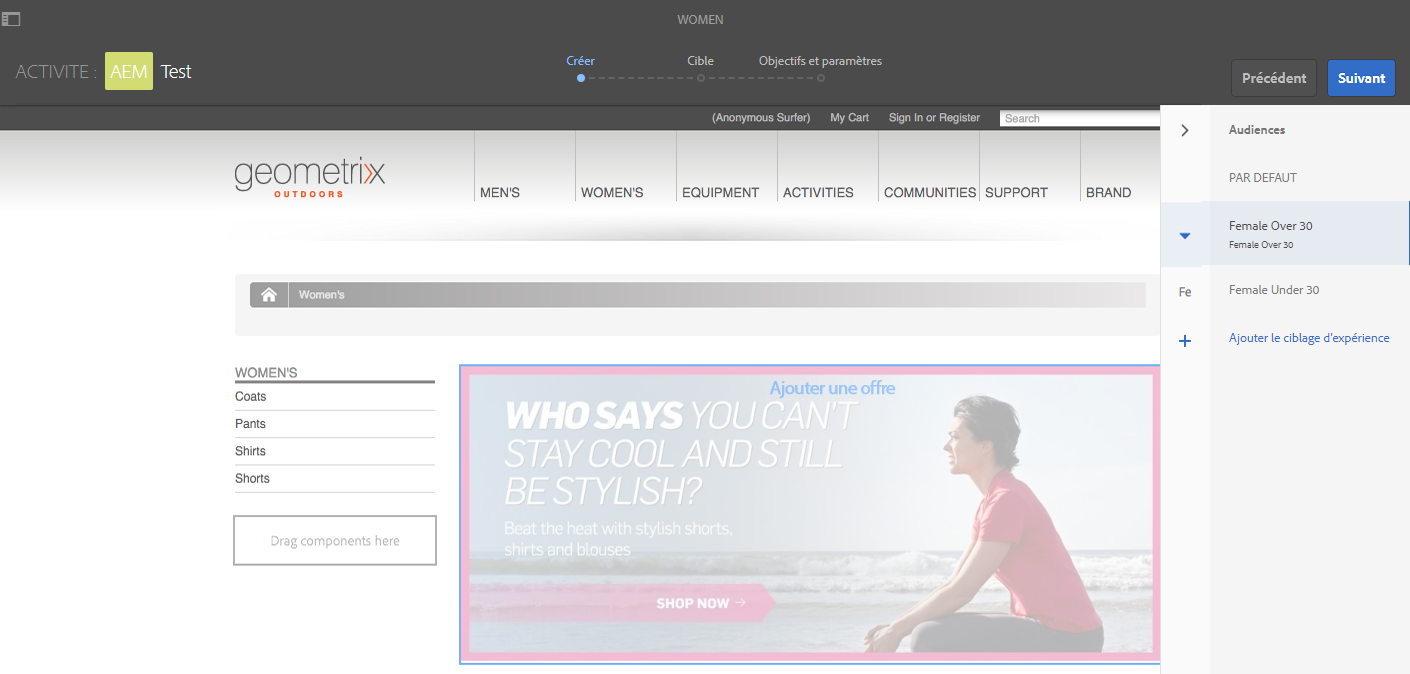 WOMEN
ACTIVITE : AEM Test
Créer
Cible
Objectifs et paramètres
Précédent
Suivant
(Anonymous Surfer)
My Cart
Sign In or Register
Search
geometrixx
OUTDOORS
MEN'S
WOMEN'S
EQUIPMENT
ACTIVITIES
COMMUNITIES
SUPPORT
BRAND
Women's
WOMEN'S
Coats
Pants
Shirts
Shorts
Drag components here
Ajouter une offre
WHO SAYS YOU CAN'T
STAY COOL AND STILL
BE STYLISH?
Beat the heat with stylish shorts,
shirts and blouses
SHOP NOW →
Audiences
PAR DEFAUT
Female Over 30
Female Over 30
Fe
Female Under 30
Ajouter le ciblage d'expérience